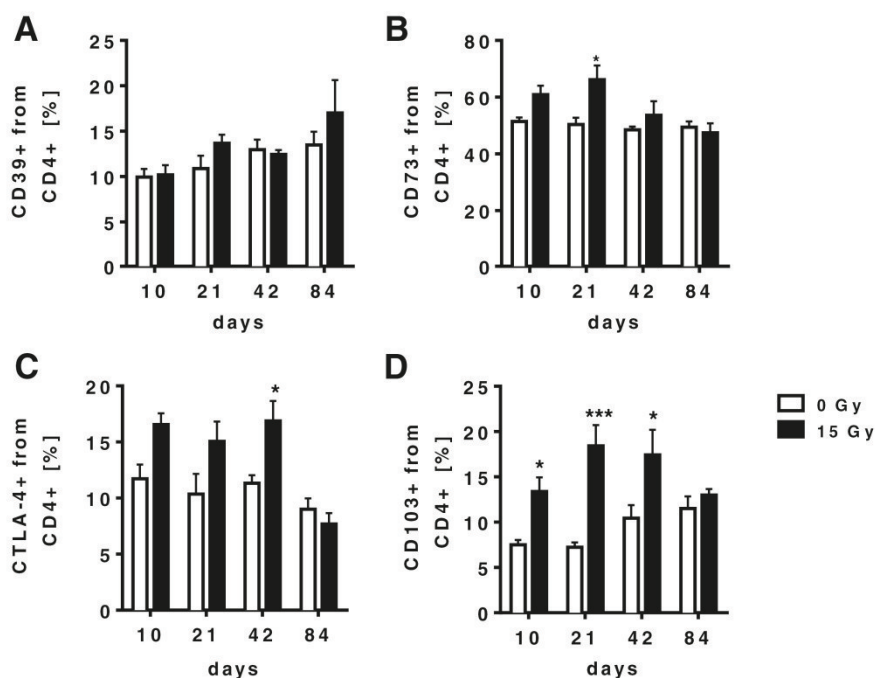 A
CD39+ from
CD4+ [%]
25
20
15
10
5
0
10 21 42 84
days
B
CD73+ from
CD4+ [%]
80
60
40
20
0
*
10 21 42 84
days
C
CTLA-4+ from
CD4+ [%]
20
15
10
5
0
*
10 21 42 84
days
D
CD103+ from
CD4+ [%]
25
20
15
10
5
0
* *** *
10 21 42 84
days
0 Gy
15 Gy